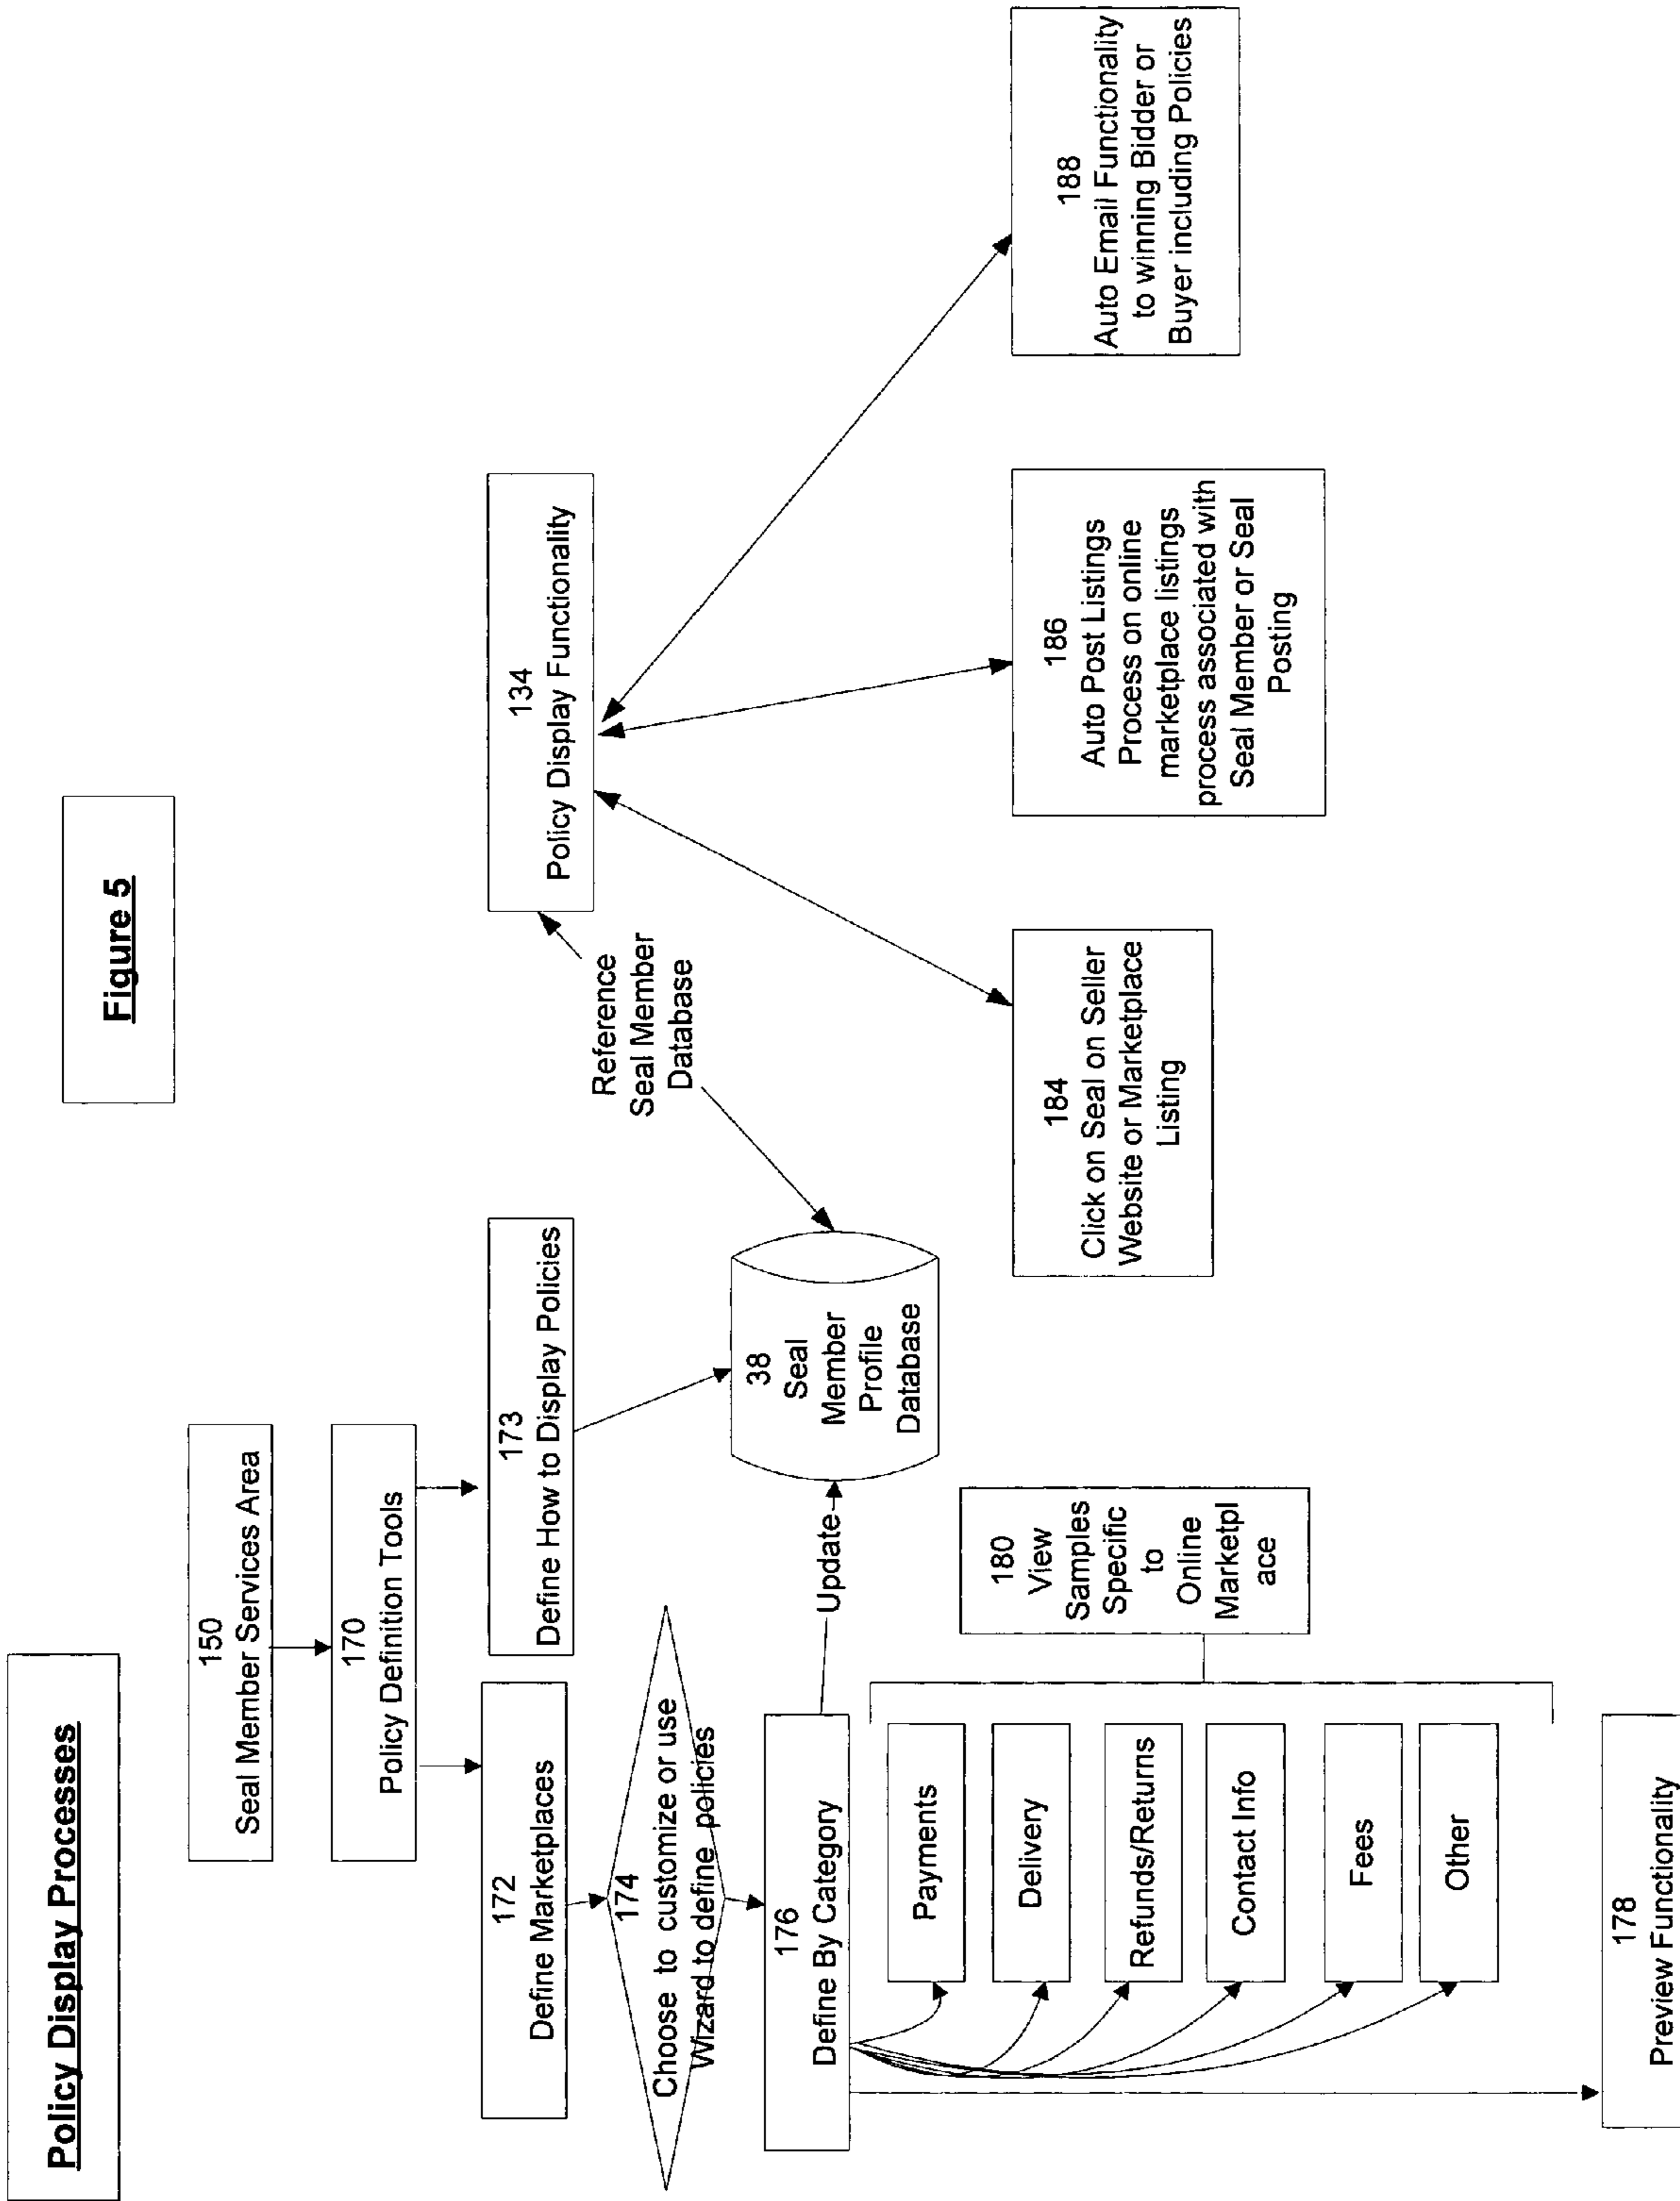 Policy Display Processes
Figure 5
150
Seal Member Services Area
170
Policy Definition Tools
172
Define Marketplaces
173
Define How to Display Policies
174
Choose to customize or use
Wizard to define policies
176
Define By Category
Update
38
Seal
Member
Profile
Database
Payments
Delivery
Refunds/Returns
Contact Info
Fees
Other
180
View
Samples
Specific
to
Online
Marketpl
ace
178
Preview Functionality
Reference
Seal Member
Database
134
Policy Display Functionality
184
Click on Seal on Seller
Website or Marketplace
Listing
186
Auto Post Listings
Process on online
marketplace listings
process associated with
Seal Member or Seal
Posting
188
Auto Email Functionality
to winning Bidder or
Buyer including Policies